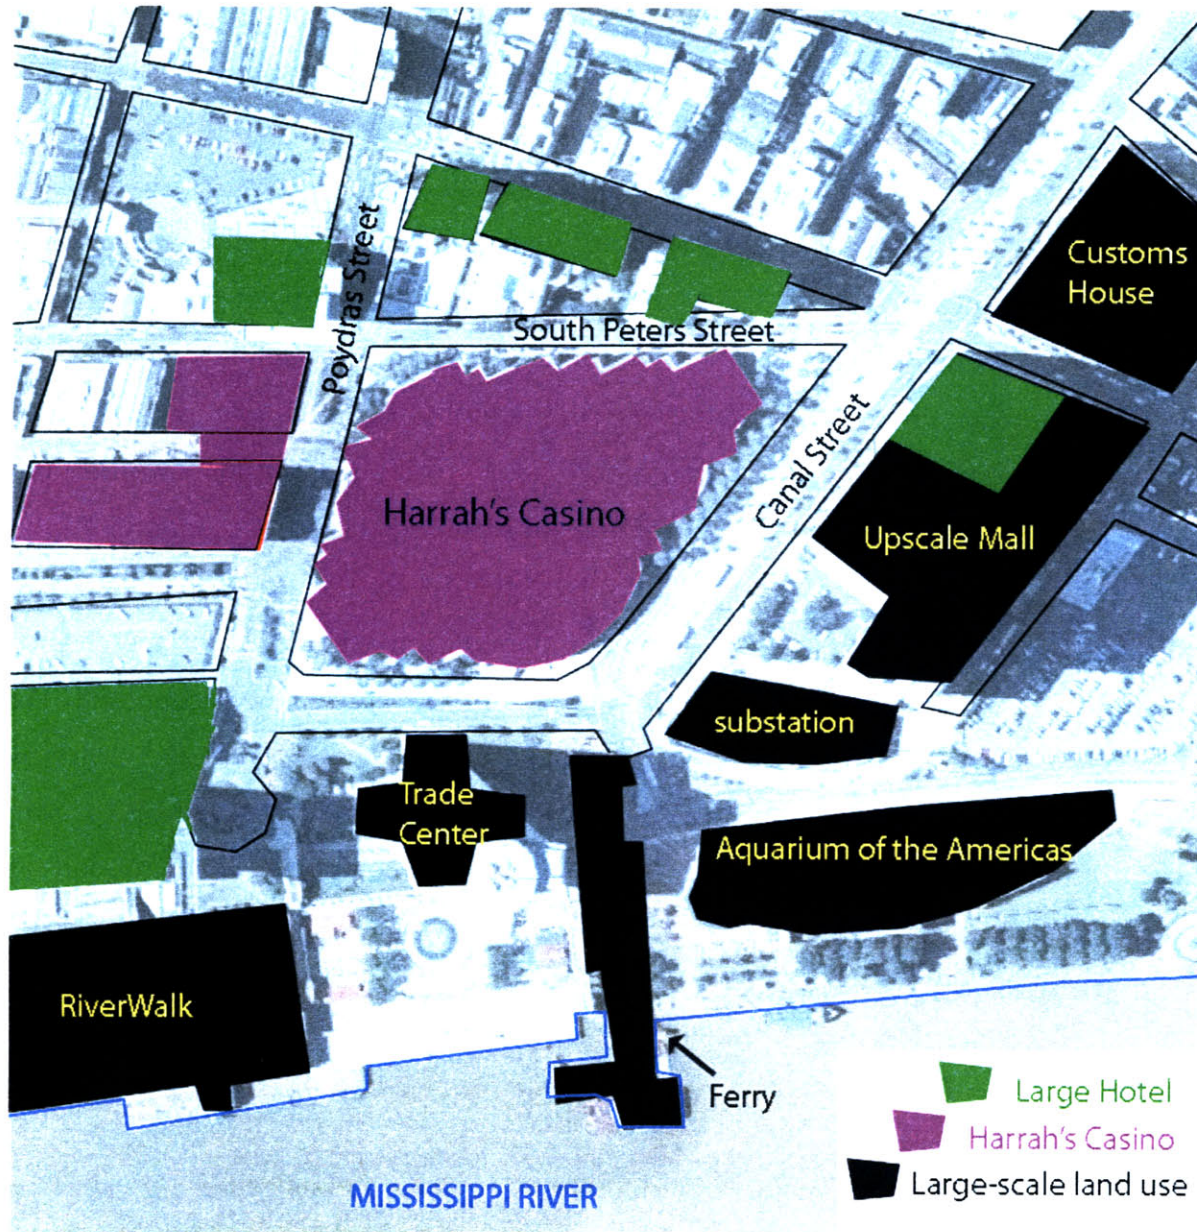 Customs
House
Poydras Street
South Peters Street
Canal Street
Harrah's Casino
Upscale Mall
substation
Trade
Center
Aquarium of the Americas
RiverWalk
Ferry
Large Hotel
Harrah's Casino
Large-scale land use
MISSISSIPPI RIVER